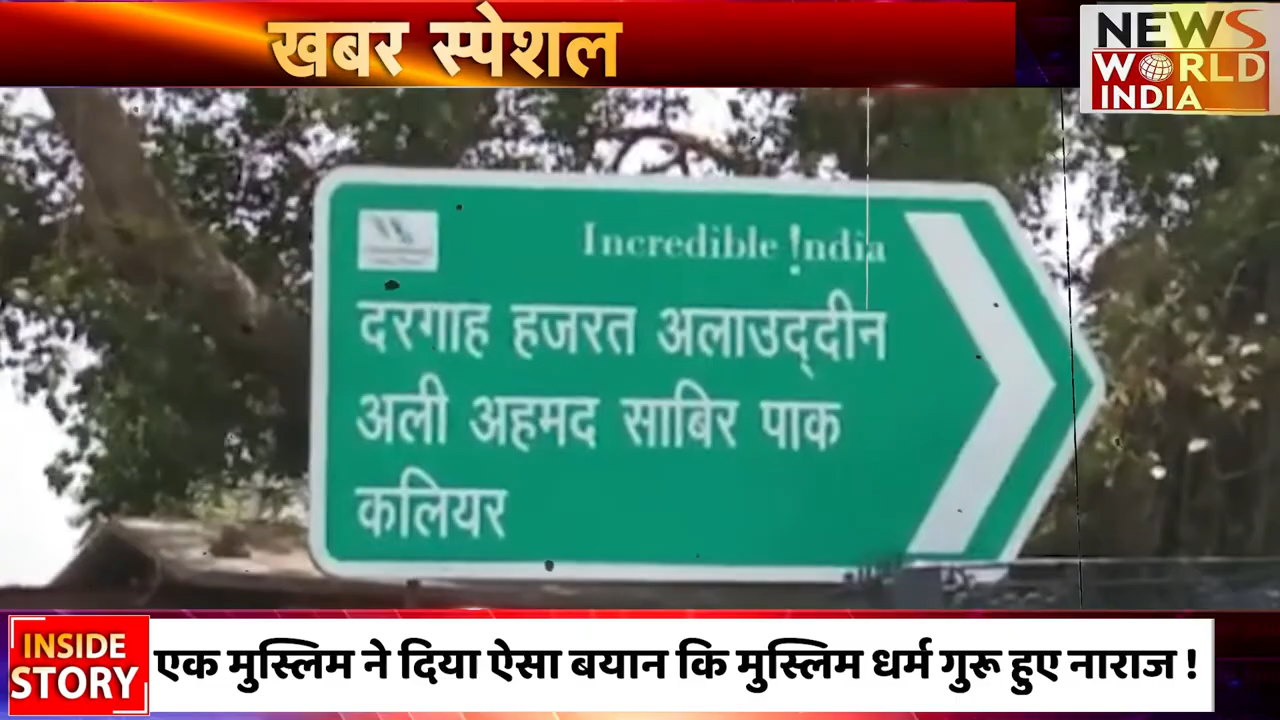 खबर स्पेशल
NEWS
WORLD
INDIA
Incredible !ndia
दरगाह हजरत अलाउद्दीन
अली अहमद साबिर पाक
कलियर
INSIDE
STORY
एक मुस्लिम ने दिया ऐसा बयान कि मुस्लिम धर्म गुरू हुए नाराज !